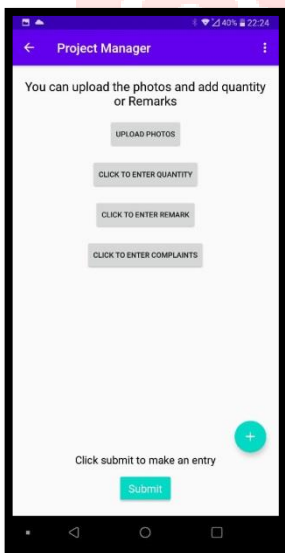 40% 22:24
Project Manager
You can upload the photos and add quantity
or Remarks
UPLOAD PHOTOS
CLICK TO ENTER QUANTITY
CLICK TO ENTER REMARK
CLICK TO ENTER COMPLAINTS
+
Click submit to make an entry
Submit